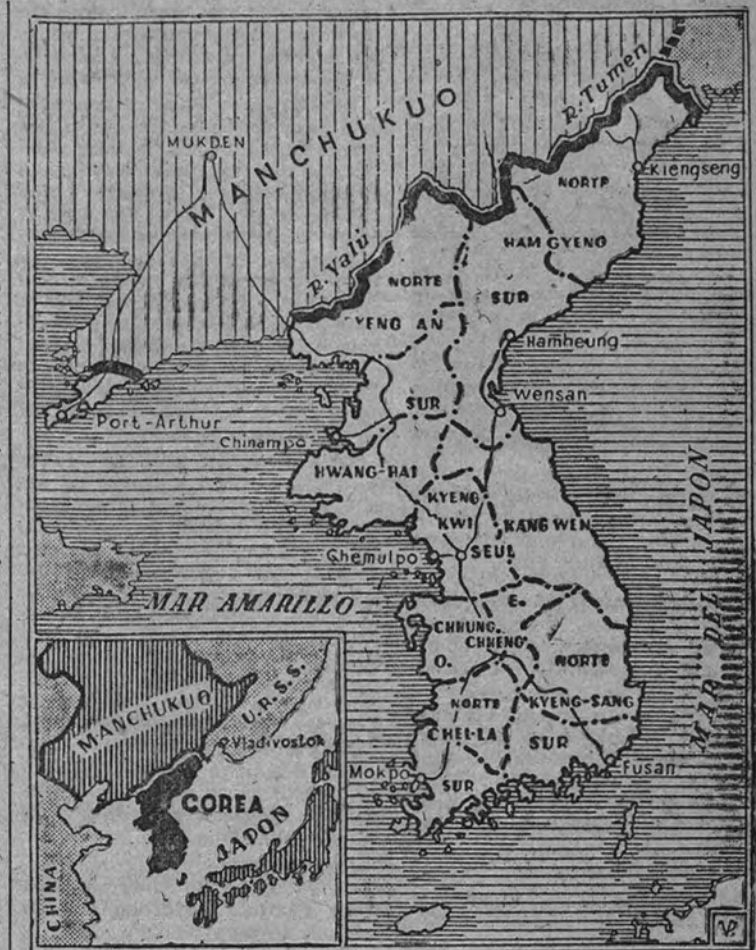 R. Tumen
MANCHUKUO
MUKDEN
Kiengseng
NORTE
HAM GYENG
SUR
R. Yalú
NORTE
YENG AN
SUR
Hamheung
Wensan
Port-Arthur
Chinampo
HWANG-HAI
KYENG
KWI
KANG WEN
Chemulpo
SEUL
MAR AMARILLO
MAR DEL JAPON
E.
CHHUNG
CHHENG
O.
NORTE
NORTE
KYENG-SANG
CHEL-LA
SUR
Mokpo
SUR
Fusan
MANCHUKUO
U.R.S.S.
Vladivostok
COREA
JAPON
CHINA